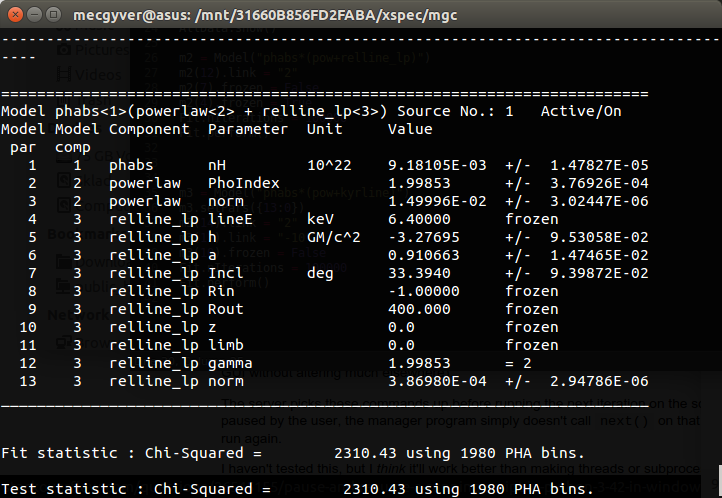 mecgyver@asus: /mnt/31660B856FD2FABA/xspec/mgc
--------------------------------------------------------------------------------
----
========================================================================
Model phabs<1>(powerlaw<2> + relline_lp<3>) Source No.: 1   Active/On
Model Model Component  Parameter  Unit     Value
 par  comp
   1    1   phabs      nH         10^22    9.18105E-03  +/-  1.47827E-05
   2    2   powerlaw   PhoIndex            1.99853      +/-  3.76926E-04
   3    2   powerlaw   norm                1.49996E-02  +/-  3.02447E-06
   4    3   relline_lp lineE      keV      6.40000      frozen
   5    3   relline_lp h          GM/c^2   -3.27695     +/-  9.53058E-02
   6    3   relline_lp a                   0.910663     +/-  1.47465E-02
   7    3   relline_lp Incl       deg      33.3940      +/-  9.39872E-02
   8    3   relline_lp Rin                 -1.00000     frozen
   9    3   relline_lp Rout                400.000      frozen
  10    3   relline_lp z                   0.0          frozen
  11    3   relline_lp limb                0.0          frozen
  12    3   relline_lp gamma               1.99853      = 2
  13    3   relline_lp norm                3.86980E-04  +/-  2.94786E-06
________________________________________________________________________
Fit statistic : Chi-Squared =        2310.43 using 1980 PHA bins.
Test statistic : Chi-Squared =        2310.43 using 1980 PHA bins.